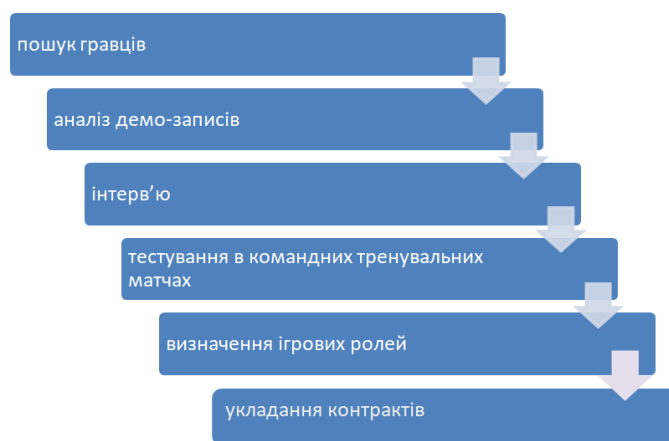 пошук гравців
аналіз демо-записів
інтерв’ю
тестування в командних тренувальних
матчах
визначення ігрових ролей
укладання контрактів